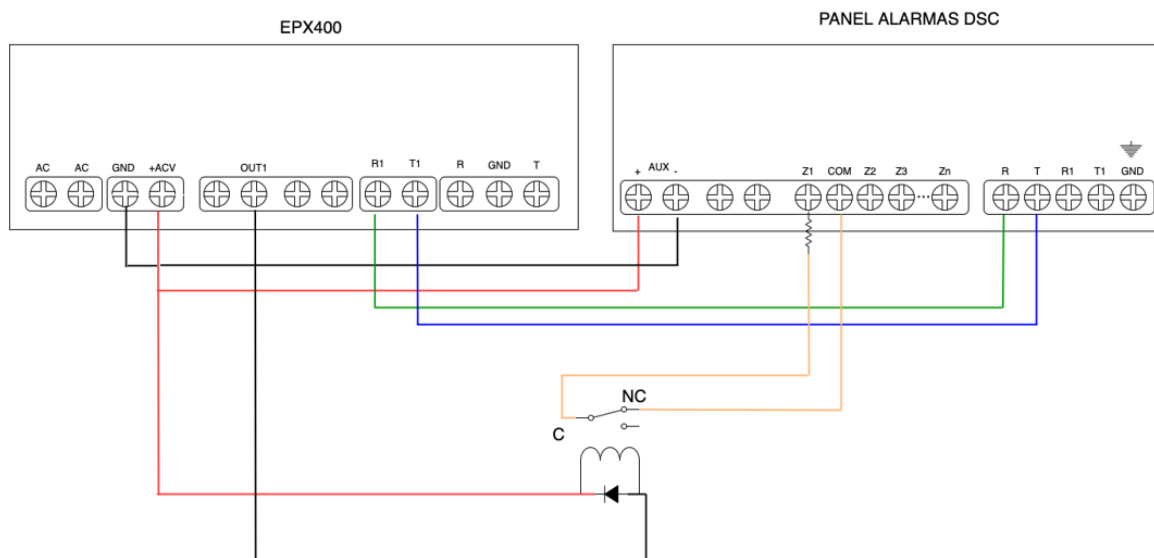 EPX400
PANEL ALARMAS DSC
AC AC GND +ACV OUT1 R1 T1 R GND T
+ AUX - Z1 COM Z2 Z3 ... Zn R T R1 T1 GND
NC
C